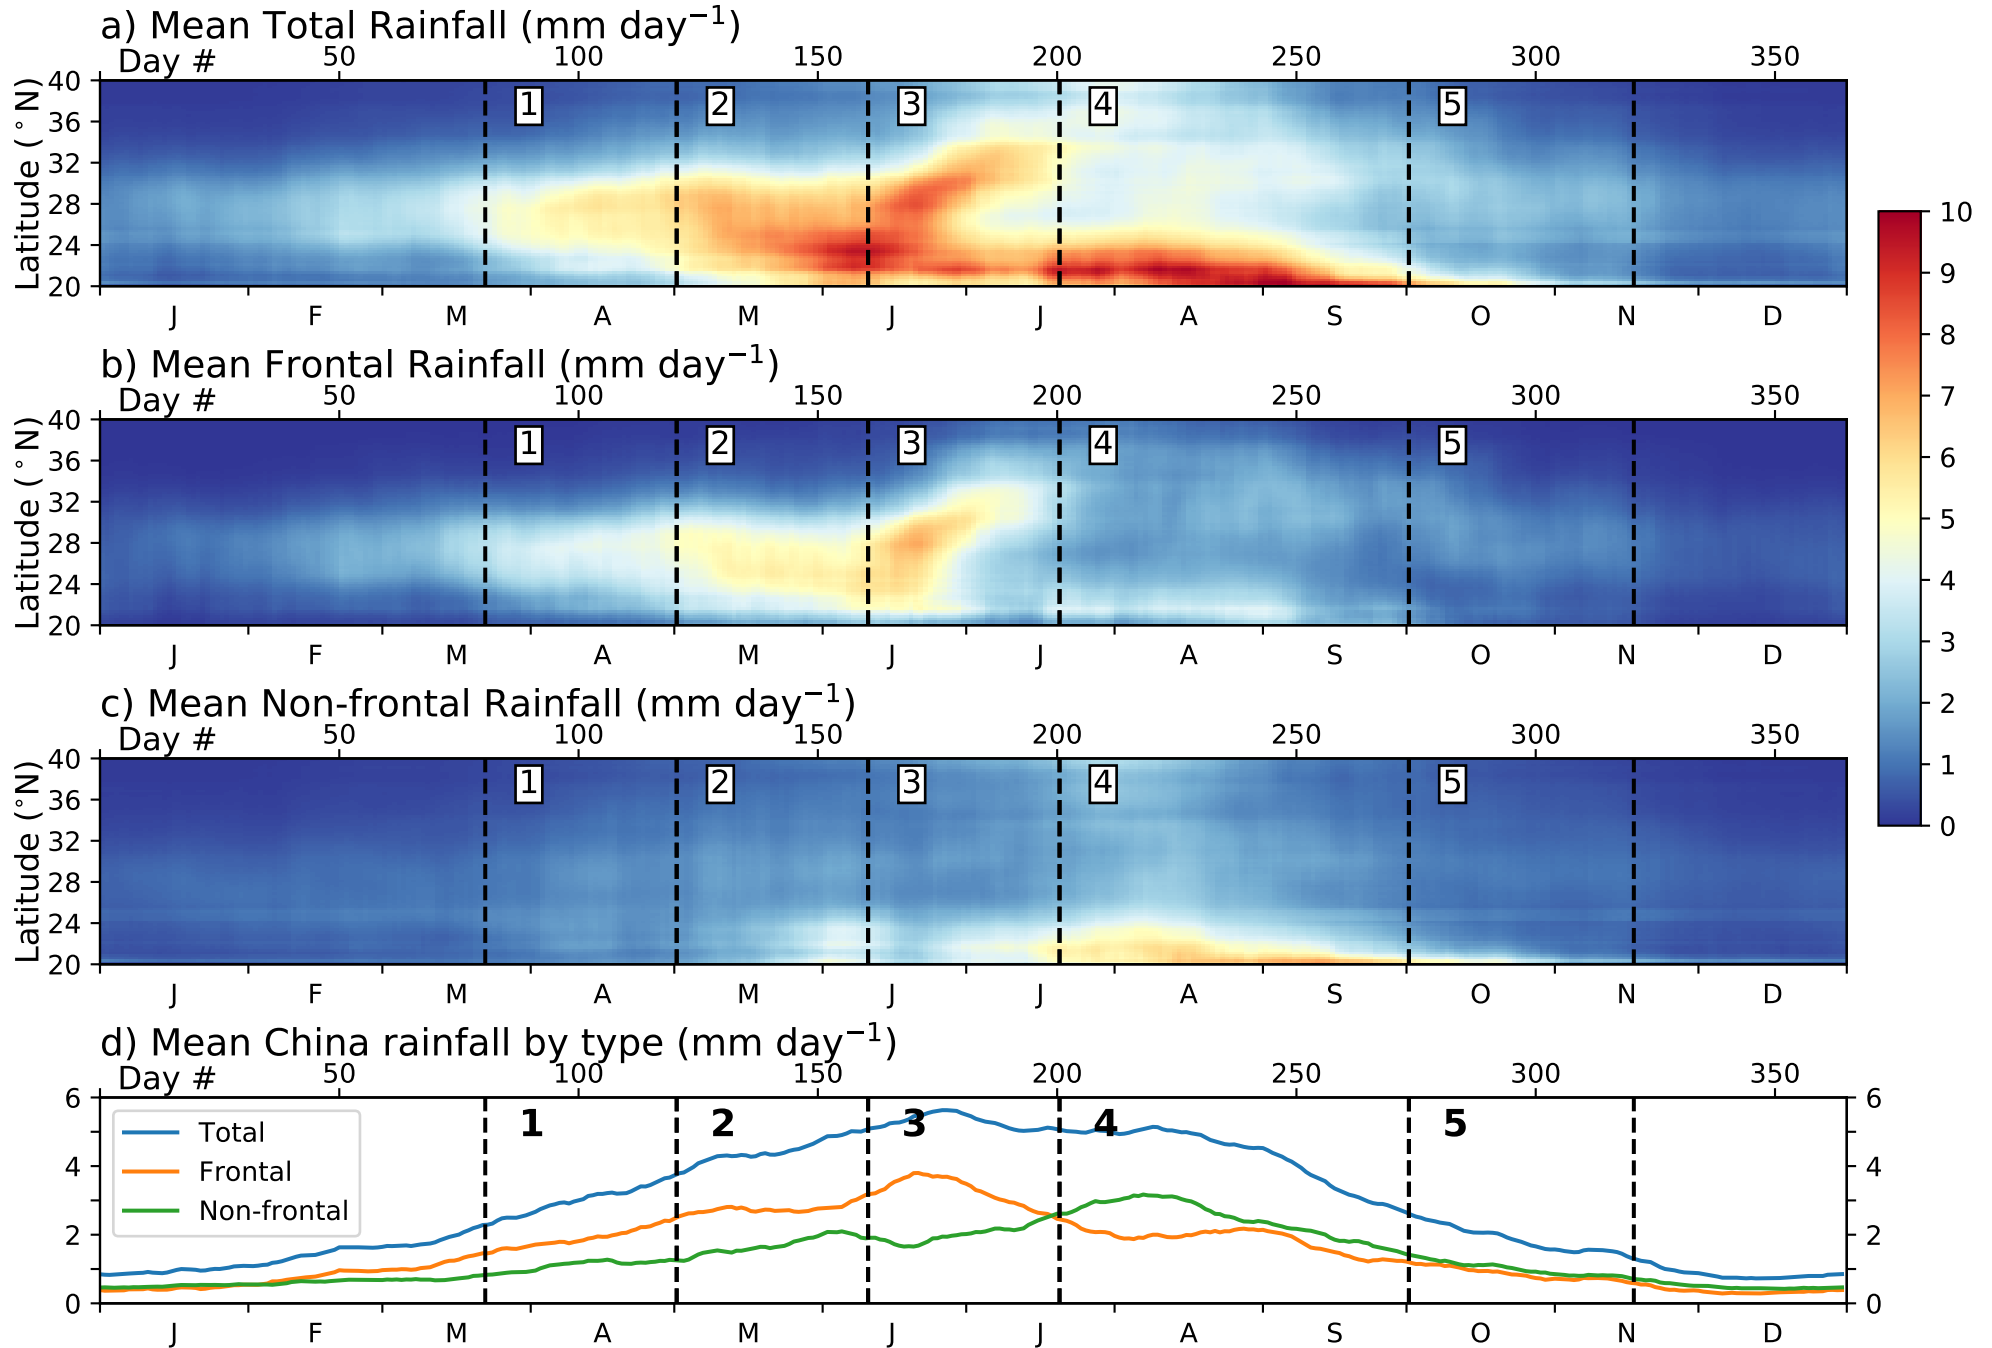 a) Mean Total Rainfall (mm day⁻¹)
Day # 50 100 150 200 250 300 350
1 2 3 4 5
Latitude (°N)
40
36
32
28
24
20
J F M A M J J A S O N D
b) Mean Frontal Rainfall (mm day⁻¹)
Day # 50 100 150 200 250 300 350
1 2 3 4 5
Latitude (°N)
40
36
32
28
24
20
J F M A M J J A S O N D
c) Mean Non-frontal Rainfall (mm day⁻¹)
Day # 50 100 150 200 250 300 350
1 2 3 4 5
Latitude (°N)
40
36
32
28
24
20
J F M A M J J A S O N D
10
9
8
7
6
5
4
3
2
1
0
d) Mean China rainfall by type (mm day⁻¹)
Day # 50 100 150 200 250 300 350
1 2 3 4 5
Total
Frontal
Non-frontal
6 6
4 4
2 2
0 0
J F M A M J J A S O N D